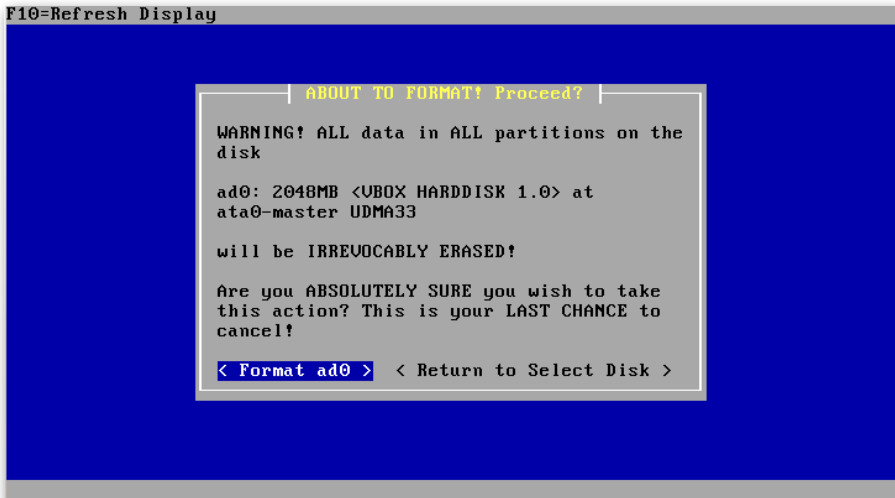 F10=Refresh Display
ABOUT TO FORMAT! Proceed?
WARNING! ALL data in ALL partitions on the
disk
ad0: 2048MB <VBOX HARDDISK 1.0> at
ata0-master UDMA33
will be IRREVOCABLY ERASED!
Are you ABSOLUTELY SURE you wish to take
this action? This is your LAST CHANCE to
cancel!
< Format ad0 > < Return to Select Disk >